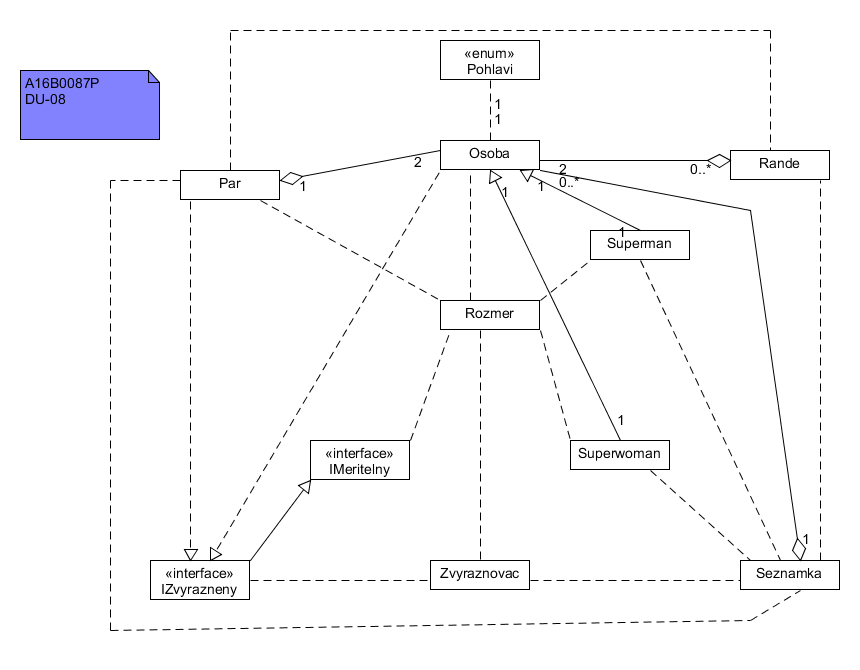 «enum»
Pohlavi
A16B0087P
DU-08
1
1
Osoba
2
2
0..*
0..*
Rande
Par
1
1
1
1
Superman
Rozmer
1
«interface»
IMeritelny
Superwoman
1
«interface»
IZvyrazneny
Zvyraznovac
Seznamka